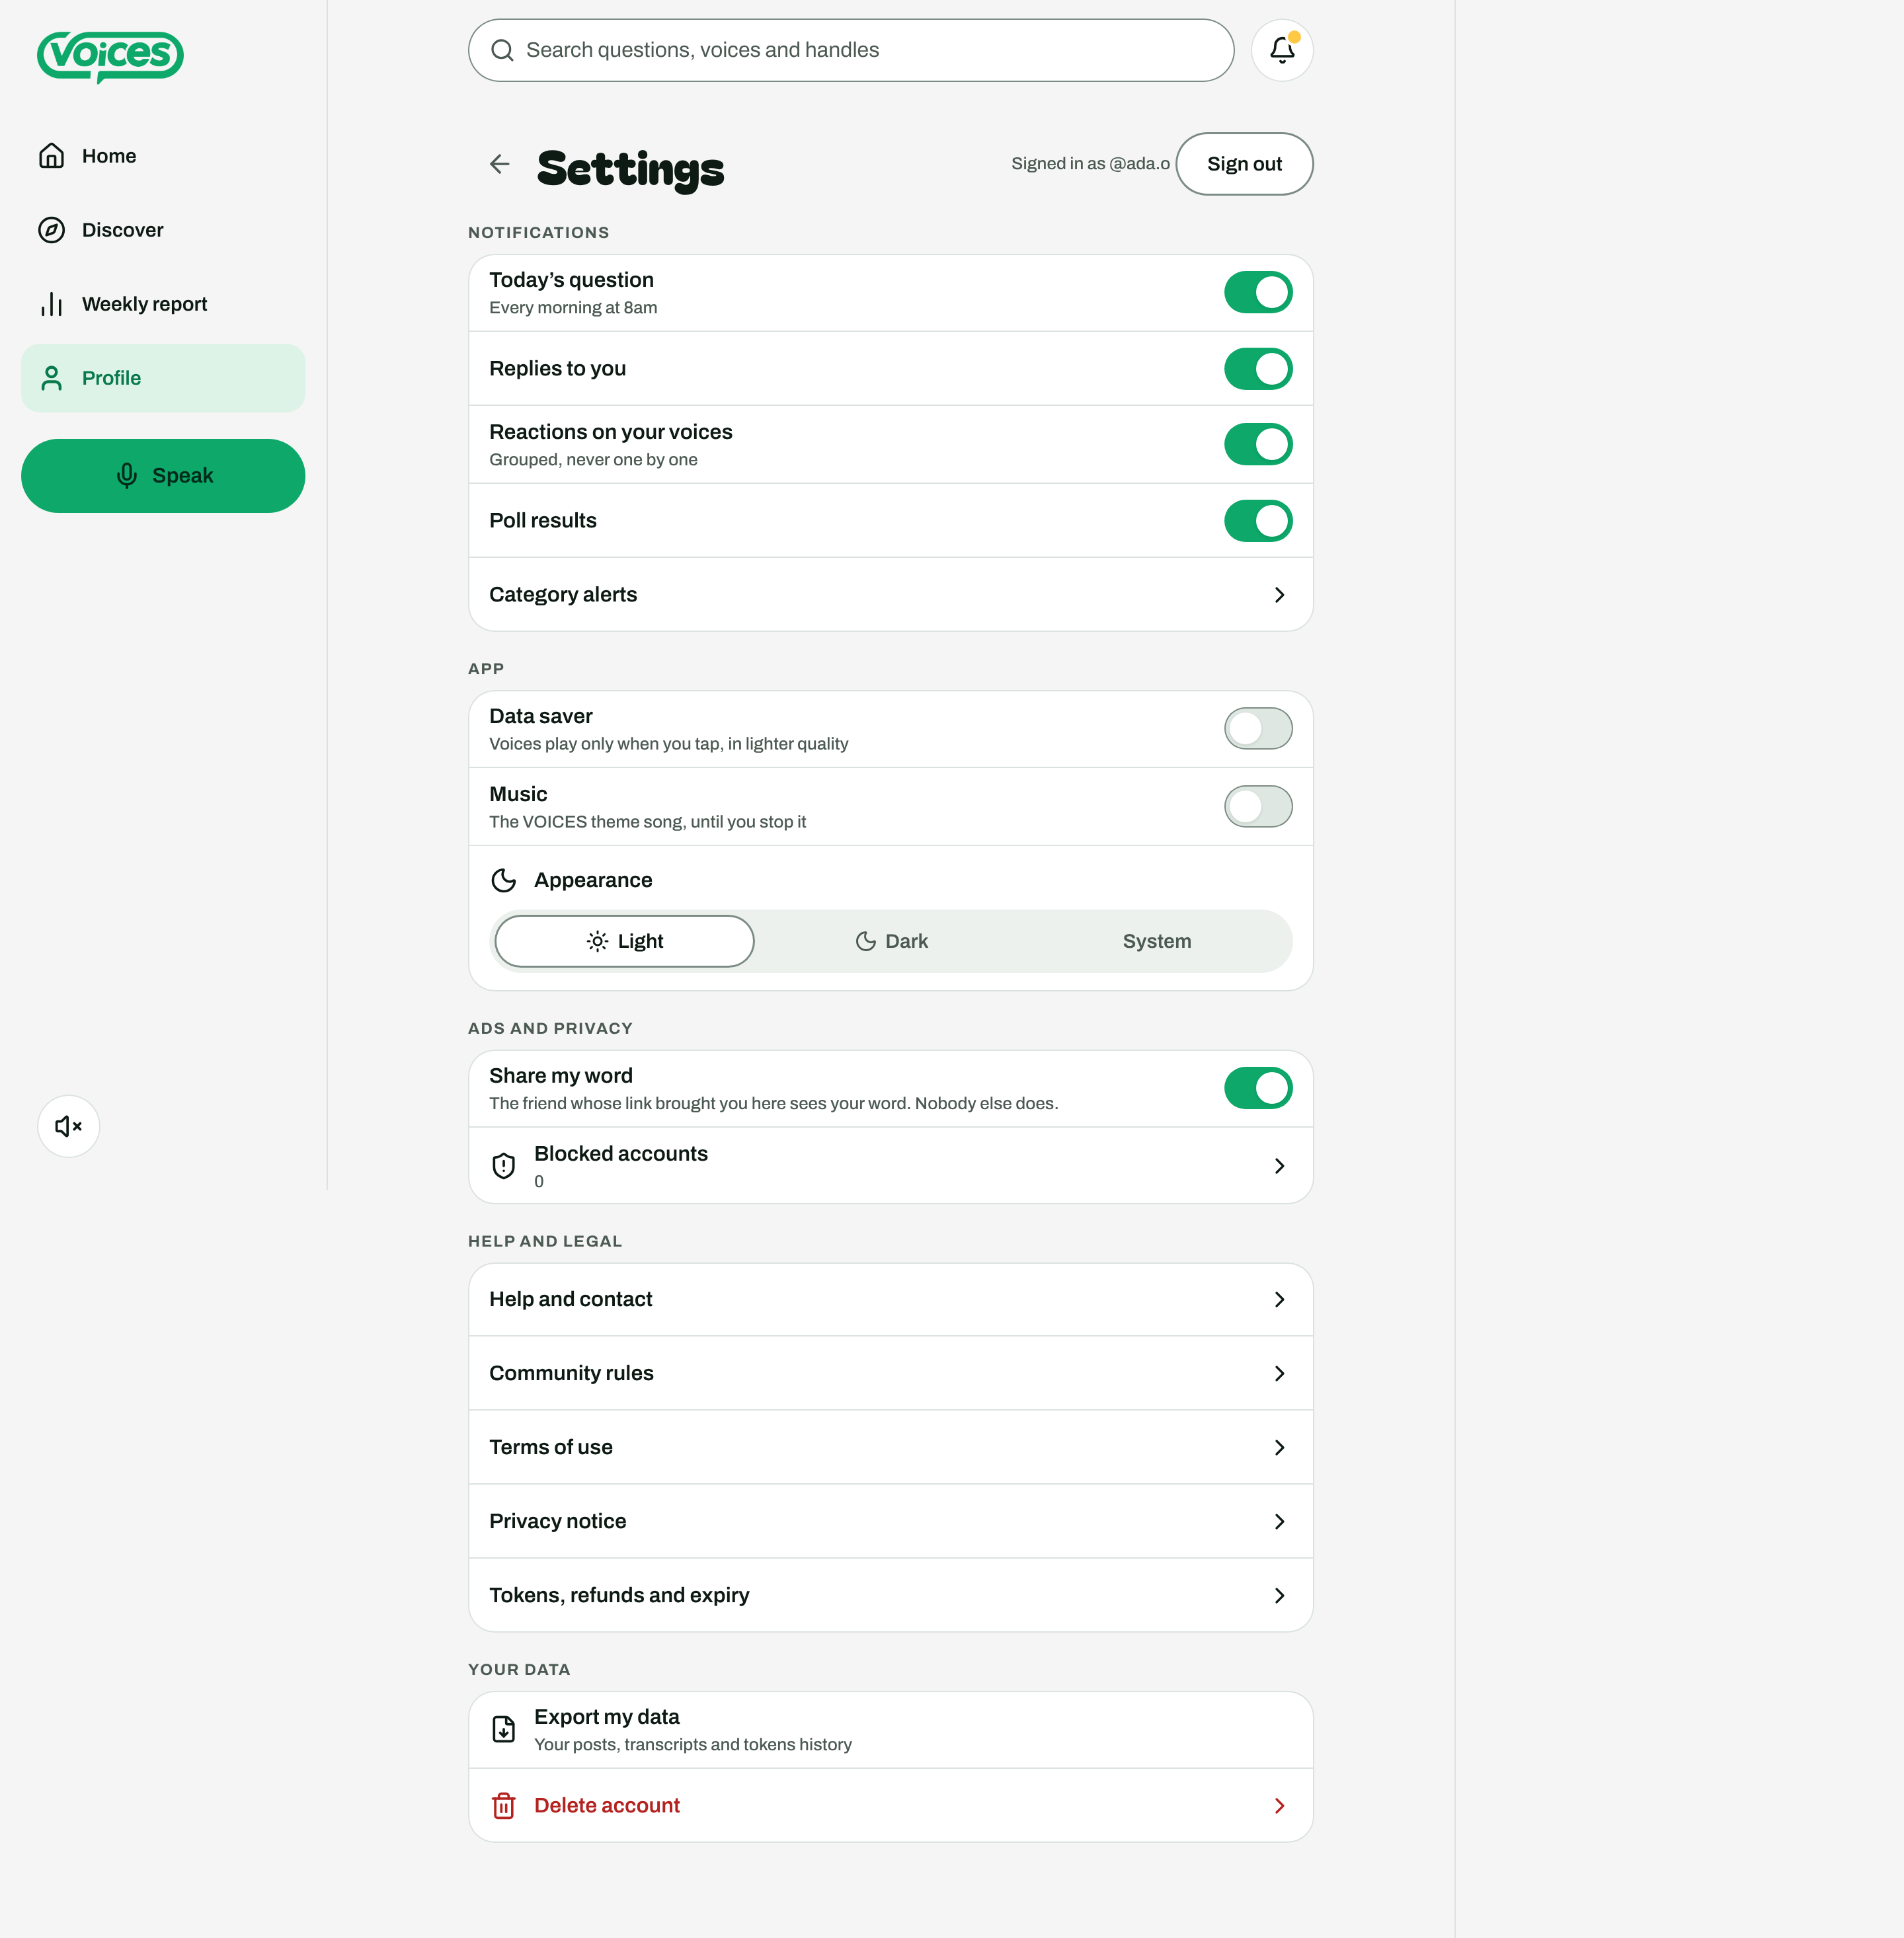 Voices
Home
Discover
Weekly report
Profile
Speak
Search questions, voices and handles
Settings
Signed in as @ada.o
Sign out
NOTIFICATIONS
Today’s question
Every morning at 8am
Replies to you
Reactions on your voices
Grouped, never one by one
Poll results
Category alerts
APP
Data saver
Voices play only when you tap, in lighter quality
Music
The VOICES theme song, until you stop it
Appearance
Light
Dark
System
ADS AND PRIVACY
Share my word
The friend whose link brought you here sees your word. Nobody else does.
Blocked accounts
0
HELP AND LEGAL
Help and contact
Community rules
Terms of use
Privacy notice
Tokens, refunds and expiry
YOUR DATA
Export my data
Your posts, transcripts and tokens history
Delete account